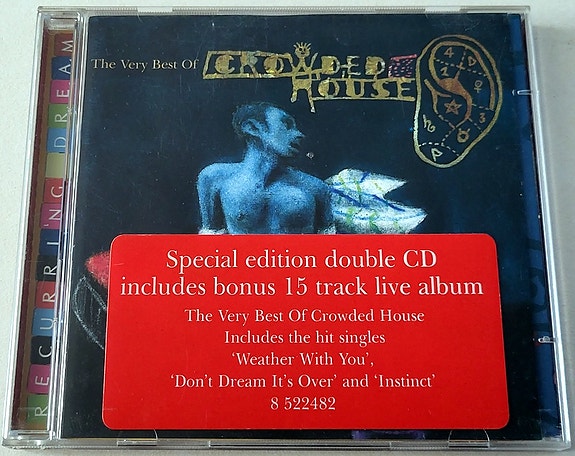 The Very Best Of CROWDED HOUSE
RECURRING DREAM
Special edition double CD
includes bonus 15 track live album
The Very Best Of Crowded House
Includes the hit singles
‘Weather With You’,
‘Don't Dream It's Over’ and ‘Instinct’
8 522482